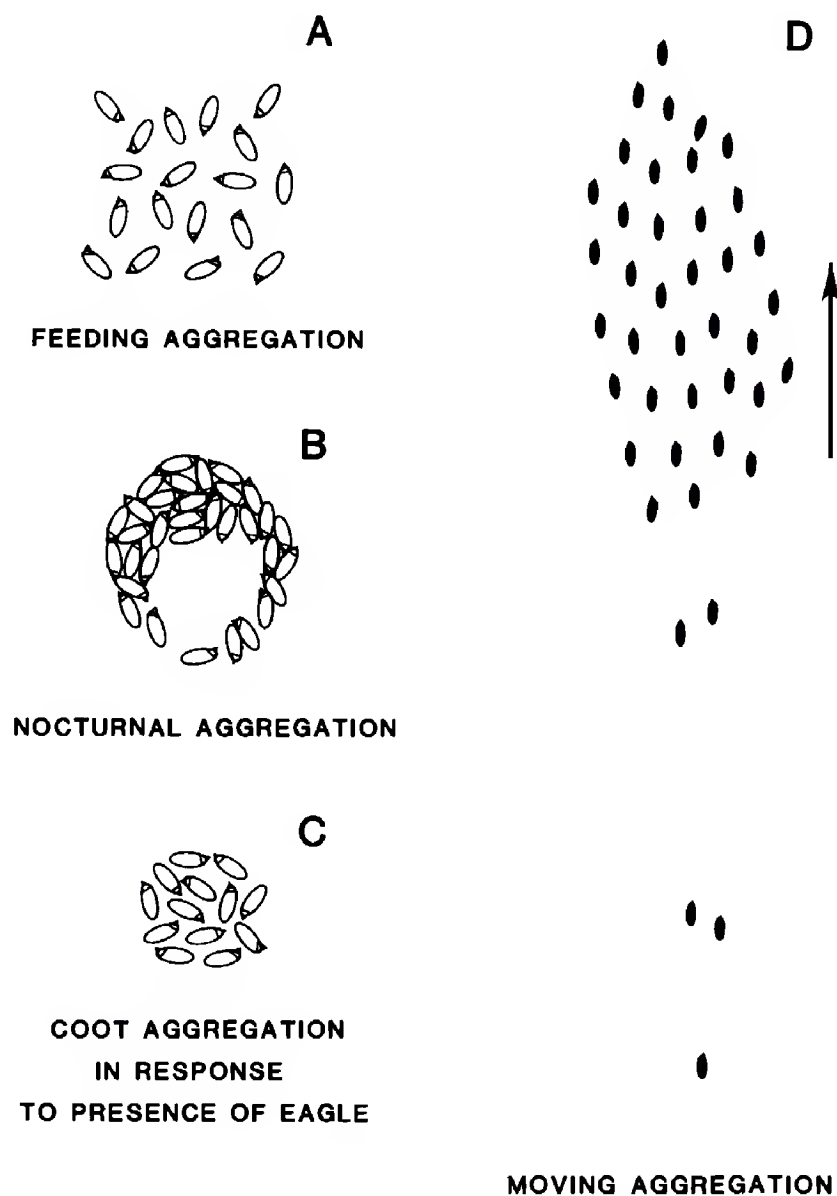 A
FEEDING AGGREGATION
B
NOCTURNAL AGGREGATION
C
COOT AGGREGATION
IN RESPONSE
TO PRESENCE OF EAGLE
D
MOVING AGGREGATION